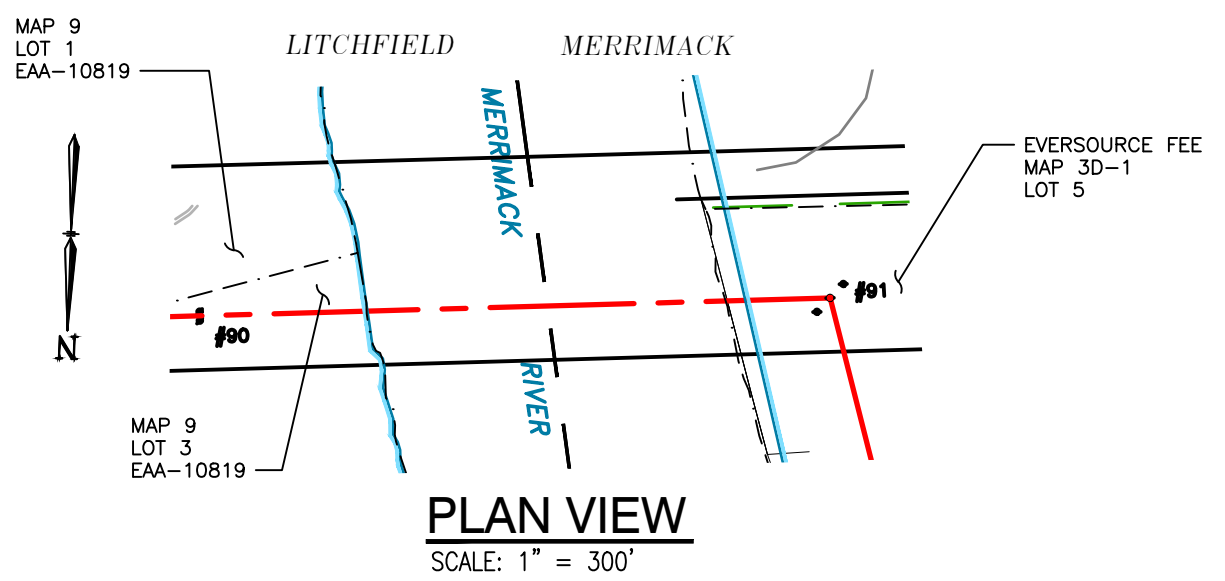 MAP 9
LOT 1
EAA-10819
LITCHFIELD
MERRIMACK
MERRIMACK
RIVER
EVERSOURCE FEE
MAP 3D-1
LOT 5
#90
#91
N
MAP 9
LOT 3
EAA-10819
PLAN VIEW
SCALE: 1" = 300'